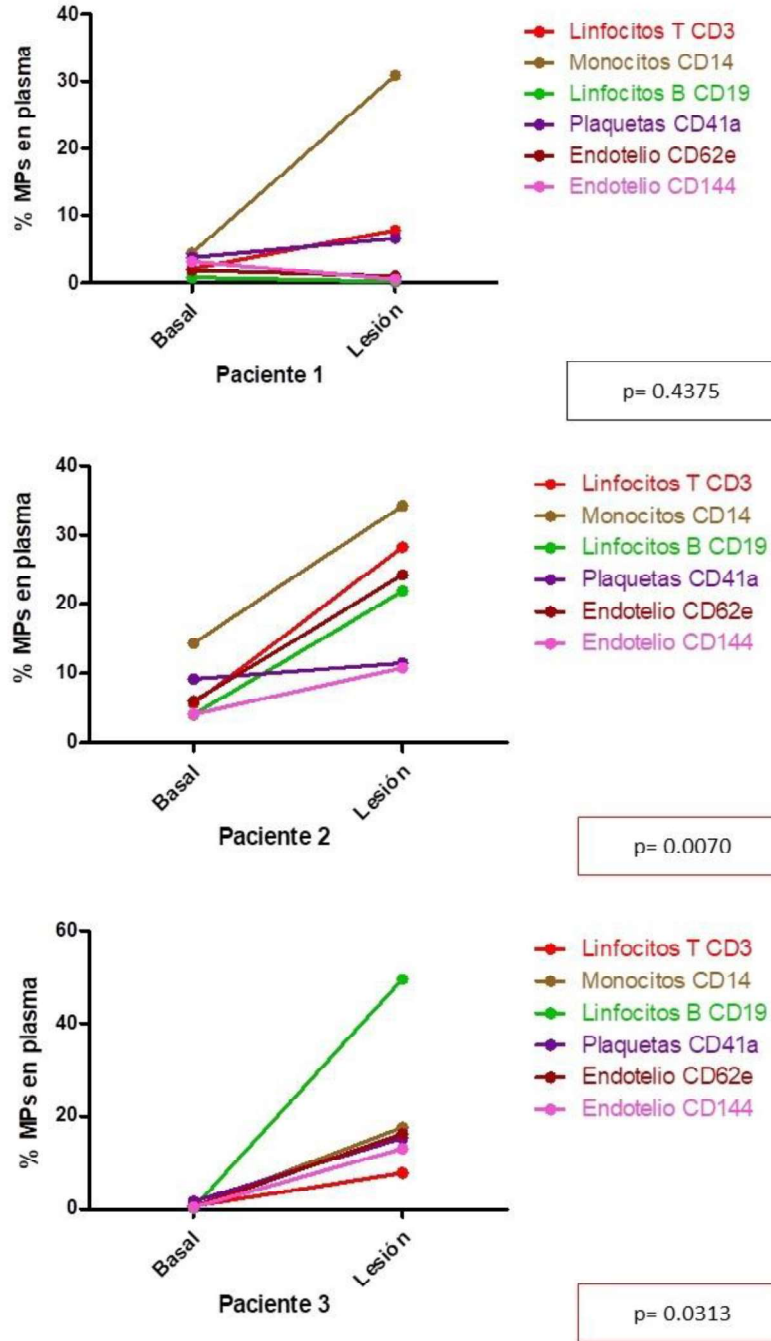 40
30
20
10
0
% MPs en plasma
Basal
Lesión
Paciente 1
Linfocitos T CD3
Monocitos CD14
Linfocitos B CD19
Plaquetas CD41a
Endotelio CD62e
Endotelio CD144
p= 0.4375
40
30
20
10
0
% MPs en plasma
Basal
Lesión
Paciente 2
Linfocitos T CD3
Monocitos CD14
Linfocitos B CD19
Plaquetas CD41a
Endotelio CD62e
Endotelio CD144
p= 0.0070
60
40
20
0
% MPs en plasma
Basal
Lesión
Paciente 3
Linfocitos T CD3
Monocitos CD14
Linfocitos B CD19
Plaquetas CD41a
Endotelio CD62e
Endotelio CD144
p= 0.0313